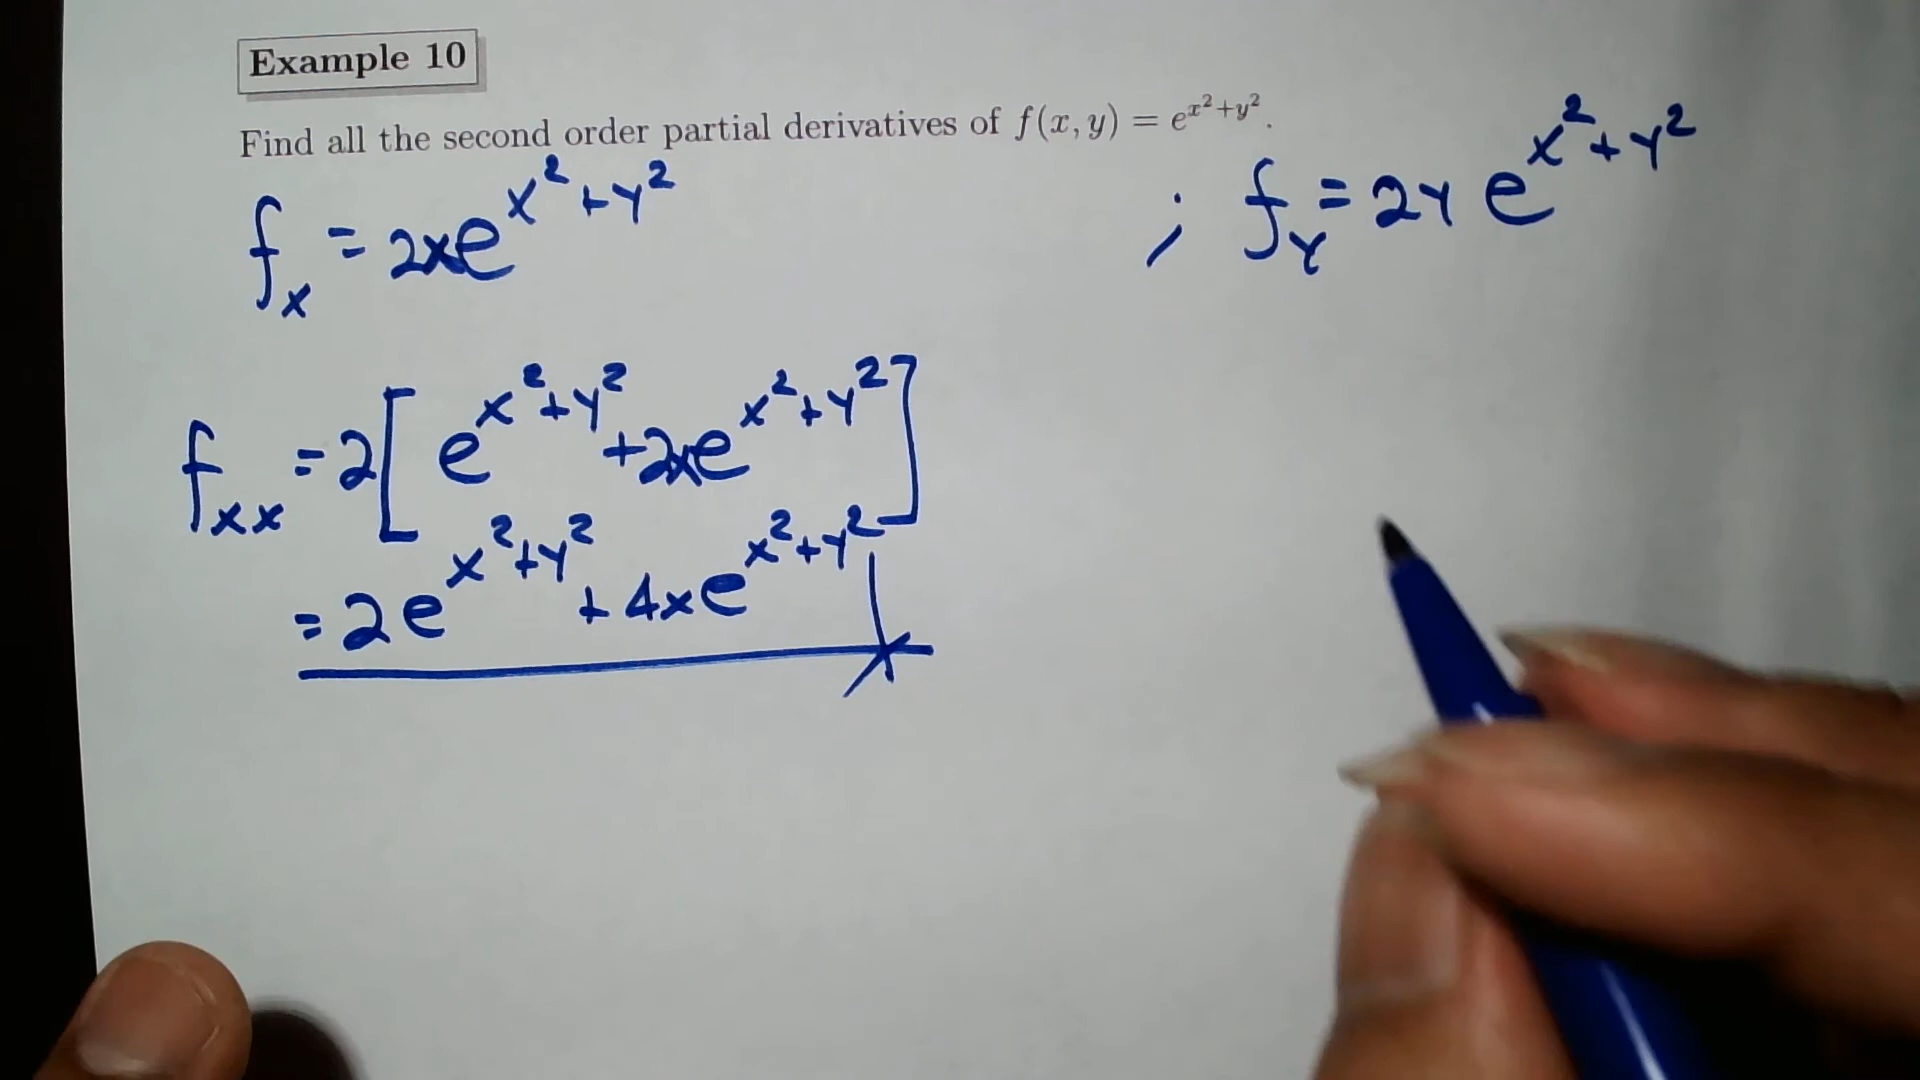 Example 10
Find all the second order partial derivatives of f(x, y) = e^{x²+y²}.
f_x = 2xe^{x²+y²} ; f_y = 2y e^{x²+y²}
f_xx = 2[e^{x²+y²} + 2xe^{x²+y²}]
= 2e^{x²+y²} + 4xe^{x²+y²}